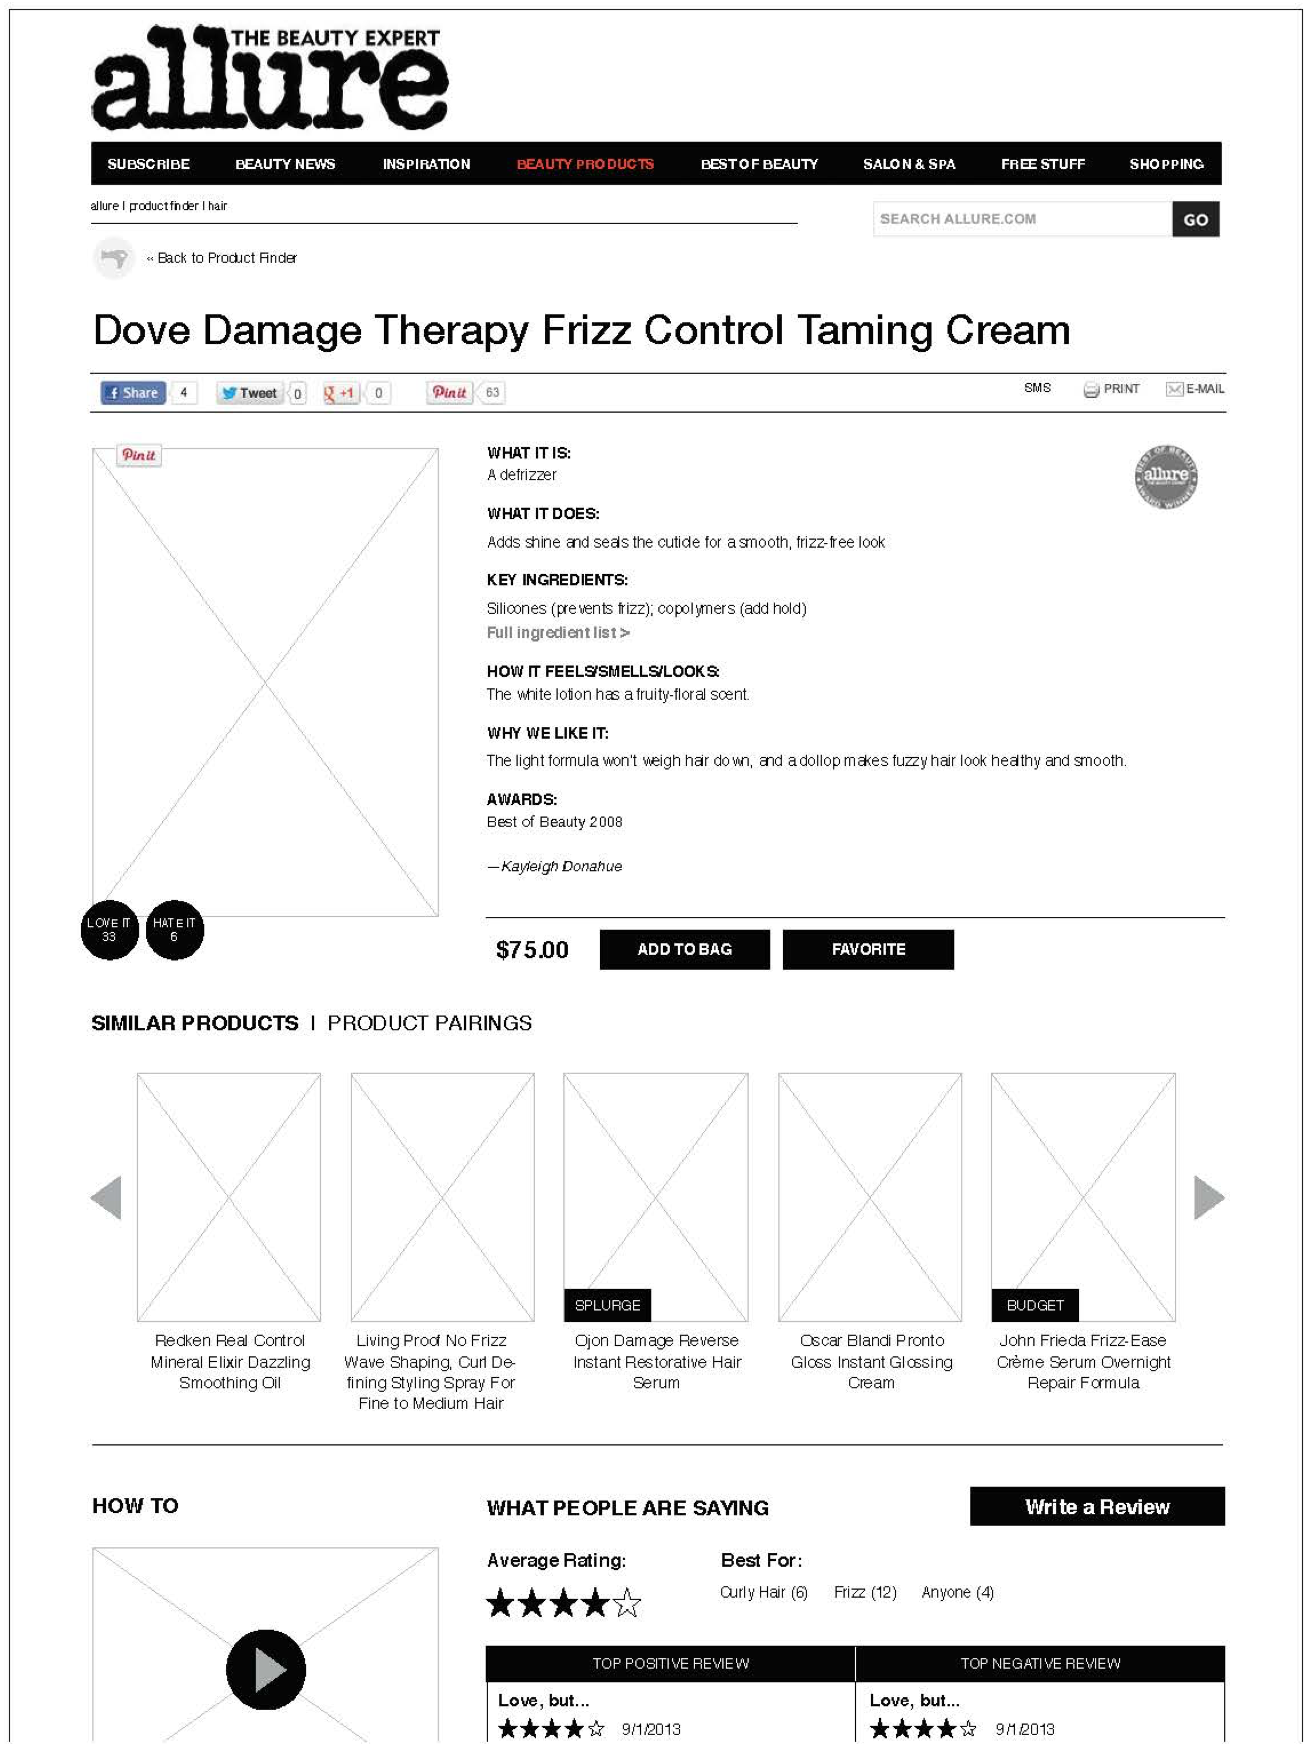 THE BEAUTY EXPERT
allure
SUBSCRIBE BEAUTY NEWS INSPIRATION BEAUTY PRODUCTS BEST OF BEAUTY SALON & SPA FREE STUFF SHOPPING
allure | product finder | hair
SEARCH ALLURE.COM GO
« Back to Product Finder
Dove Damage Therapy Frizz Control Taming Cream
f Share 4 Tweet 0 g +1 0 Pin it 63 SMS PRINT E-MAIL
Pin it
WHAT IT IS:
A defrizzer
BEST OF BEAUTY
allure
THE BEAUTY EXPERT
AWARD WINNER
WHAT IT DOES:
Adds shine and seals the cuticle for a smooth, frizz-free look
KEY INGREDIENTS:
Silicones (prevents frizz); copolymers (add hold)
Full ingredient list >
HOW IT FEELS/SMELLS/LOOKS:
The white lotion has a fruity-floral scent.
WHY WE LIKE IT:
The light formula won't weigh hair down, and a dollop makes fuzzy hair look healthy and smooth.
AWARDS:
Best of Beauty 2008
—Kayleigh Donahue
LOVE IT
33
HATE IT
6
$75.00 ADD TO BAG FAVORITE
SIMILAR PRODUCTS | PRODUCT PAIRINGS
SPLURGE
BUDGET
Redken Real Control
Mineral Elixir Dazzling
Smoothing Oil
Living Proof No Frizz
Wave Shaping, Curl De-
fining Styling Spray For
Fine to Medium Hair
Ojon Damage Reverse
Instant Restorative Hair
Serum
Oscar Blandi Pronto
Gloss Instant Glossing
Cream
John Frieda Frizz-Ease
Crème Serum Overnight
Repair Formula
HOW TO
WHAT PEOPLE ARE SAYING
Write a Review
Average Rating:
Best For:
Curly Hair (6) Frizz (12) Anyone (4)
TOP POSITIVE REVIEW
Love, but...
9/1/2013
TOP NEGATIVE REVIEW
Love, but...
9/1/2013